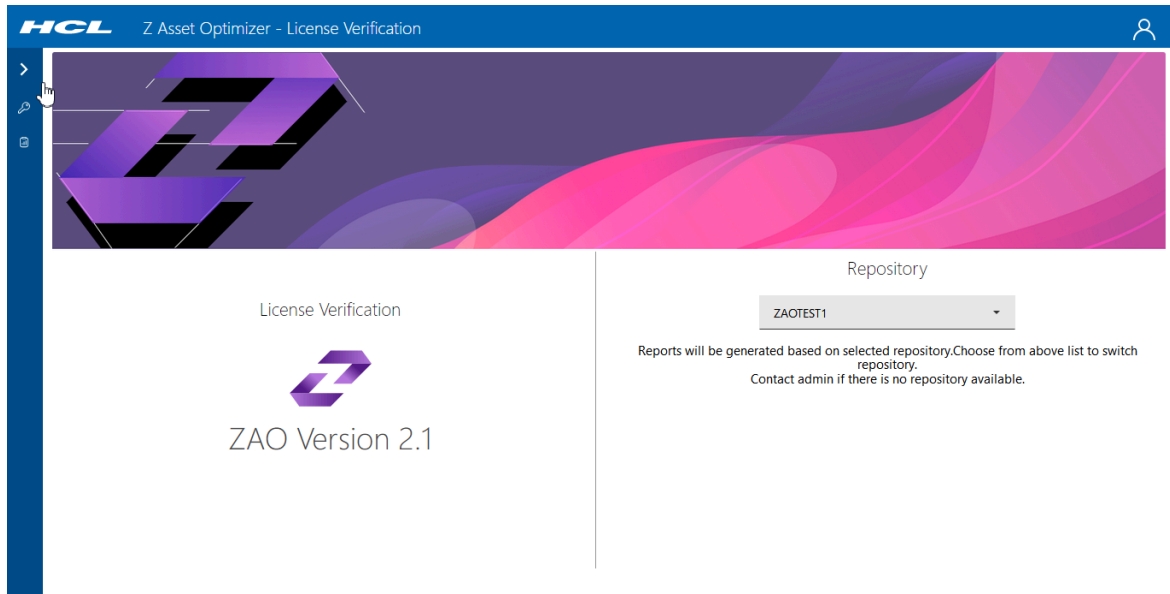 HCL Z Asset Optimizer - License Verification
License Verification
ZAO Version 2.1
Repository
ZAOTEST1
Reports will be generated based on selected repository.Choose from above list to switch
repository.
Contact admin if there is no repository available.